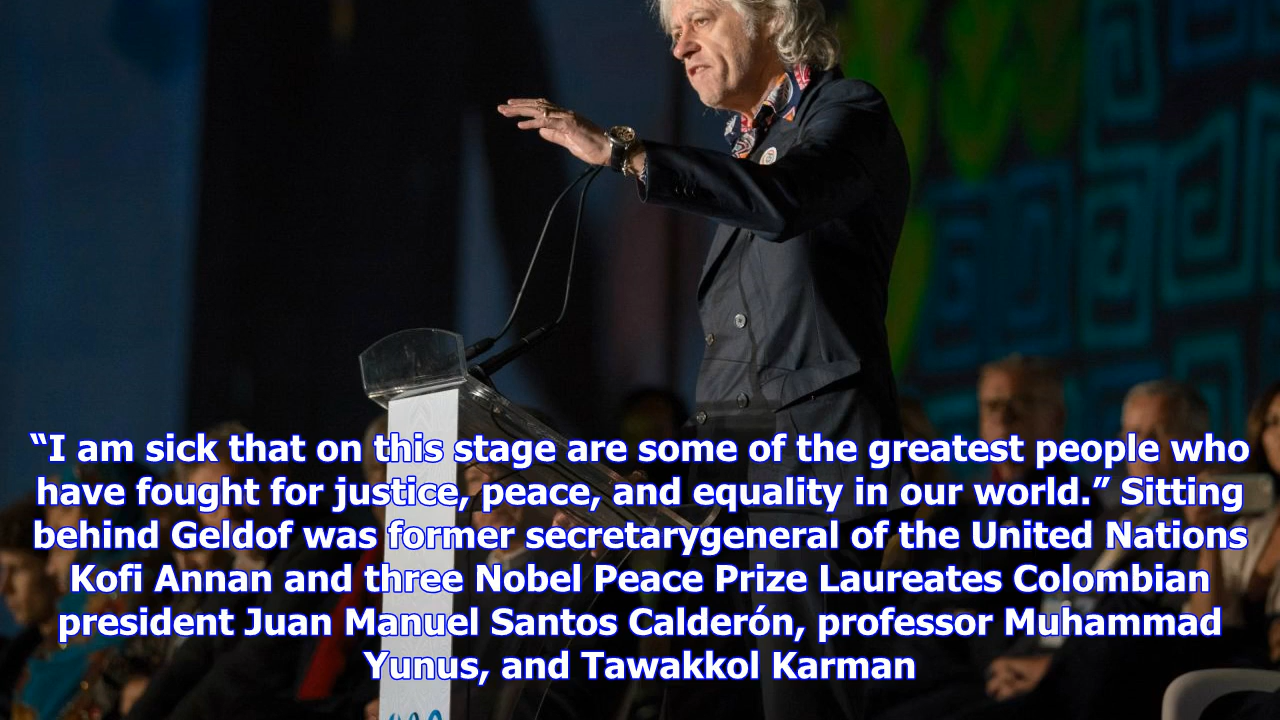 “I am sick that on this stage are some of the greatest people who
have fought for justice, peace, and equality in our world.” Sitting
behind Geldof was former secretarygeneral of the United Nations
Kofi Annan and three Nobel Peace Prize Laureates Colombian
president Juan Manuel Santos Calderón, professor Muhammad
Yunus, and Tawakkol Karman